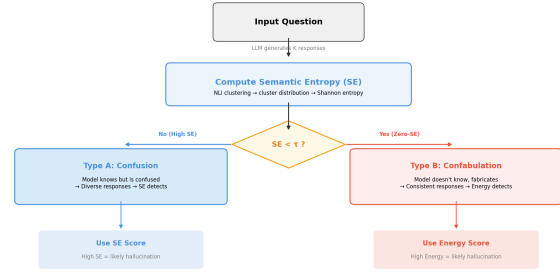 Input Question
LLM generates K responses
Compute Semantic Entropy (SE)
NLI clustering → cluster distribution → Shannon entropy
SE < τ ?
No (High SE)
Yes (Zero-SE)
Type A: Confusion
Model knows but is confused
→ Diverse responses → SE detects
Type B: Confabulation
Model doesn't know, fabricates
→ Consistent responses → Energy detects
Use SE Score
High SE = likely hallucination
Use Energy Score
High Energy = likely hallucination